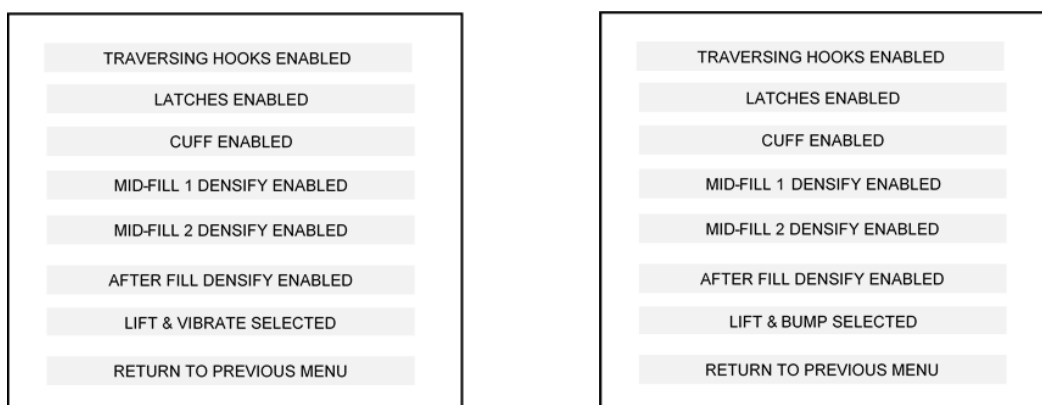 TRAVERSING HOOKS ENABLED
LATCHES ENABLED
CUFF ENABLED
MID-FILL 1 DENSIFY ENABLED
MID-FILL 2 DENSIFY ENABLED
AFTER FILL DENSIFY ENABLED
LIFT & VIBRATE SELECTED
RETURN TO PREVIOUS MENU
TRAVERSING HOOKS ENABLED
LATCHES ENABLED
CUFF ENABLED
MID-FILL 1 DENSIFY ENABLED
MID-FILL 2 DENSIFY ENABLED
AFTER FILL DENSIFY ENABLED
LIFT & BUMP SELECTED
RETURN TO PREVIOUS MENU